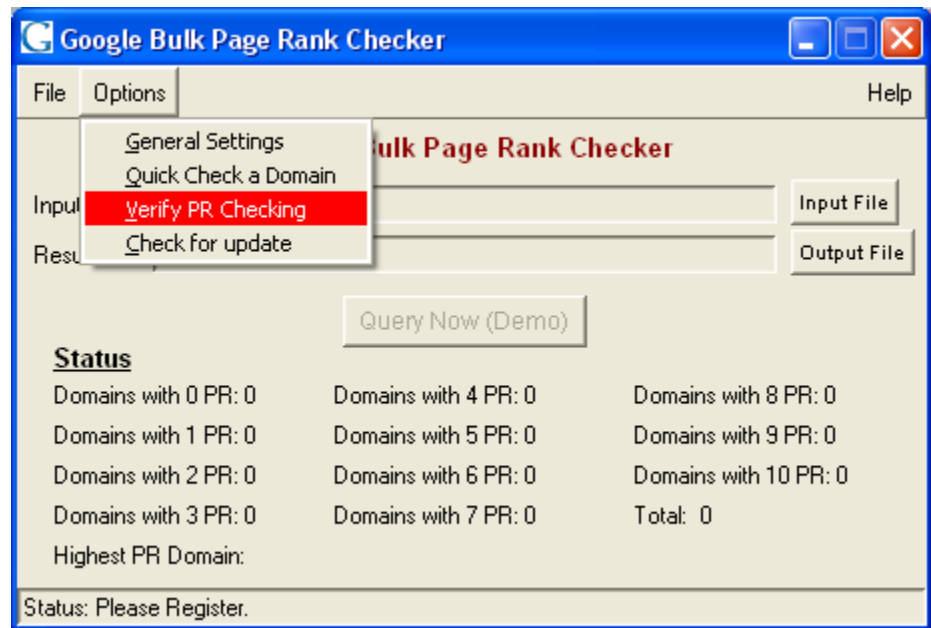 Google Bulk Page Rank Checker
File Options Help
General Settings
Quick Check a Domain
Verify PR Checking
Check for update
Page Rank Checker
Input File
Output File
Query Now (Demo)
Status
Domains with 0 PR: 0 Domains with 4 PR: 0 Domains with 8 PR: 0
Domains with 1 PR: 0 Domains with 5 PR: 0 Domains with 9 PR: 0
Domains with 2 PR: 0 Domains with 6 PR: 0 Domains with 10 PR: 0
Domains with 3 PR: 0 Domains with 7 PR: 0 Total: 0
Highest PR Domain:
Status: Please Register.